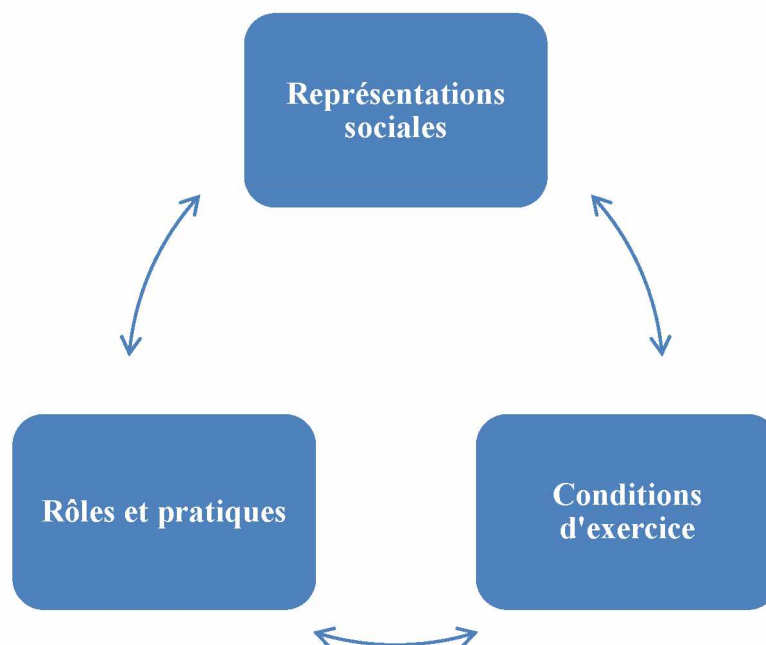 Représentations
sociales
Rôles et pratiques
Conditions
d'exercice